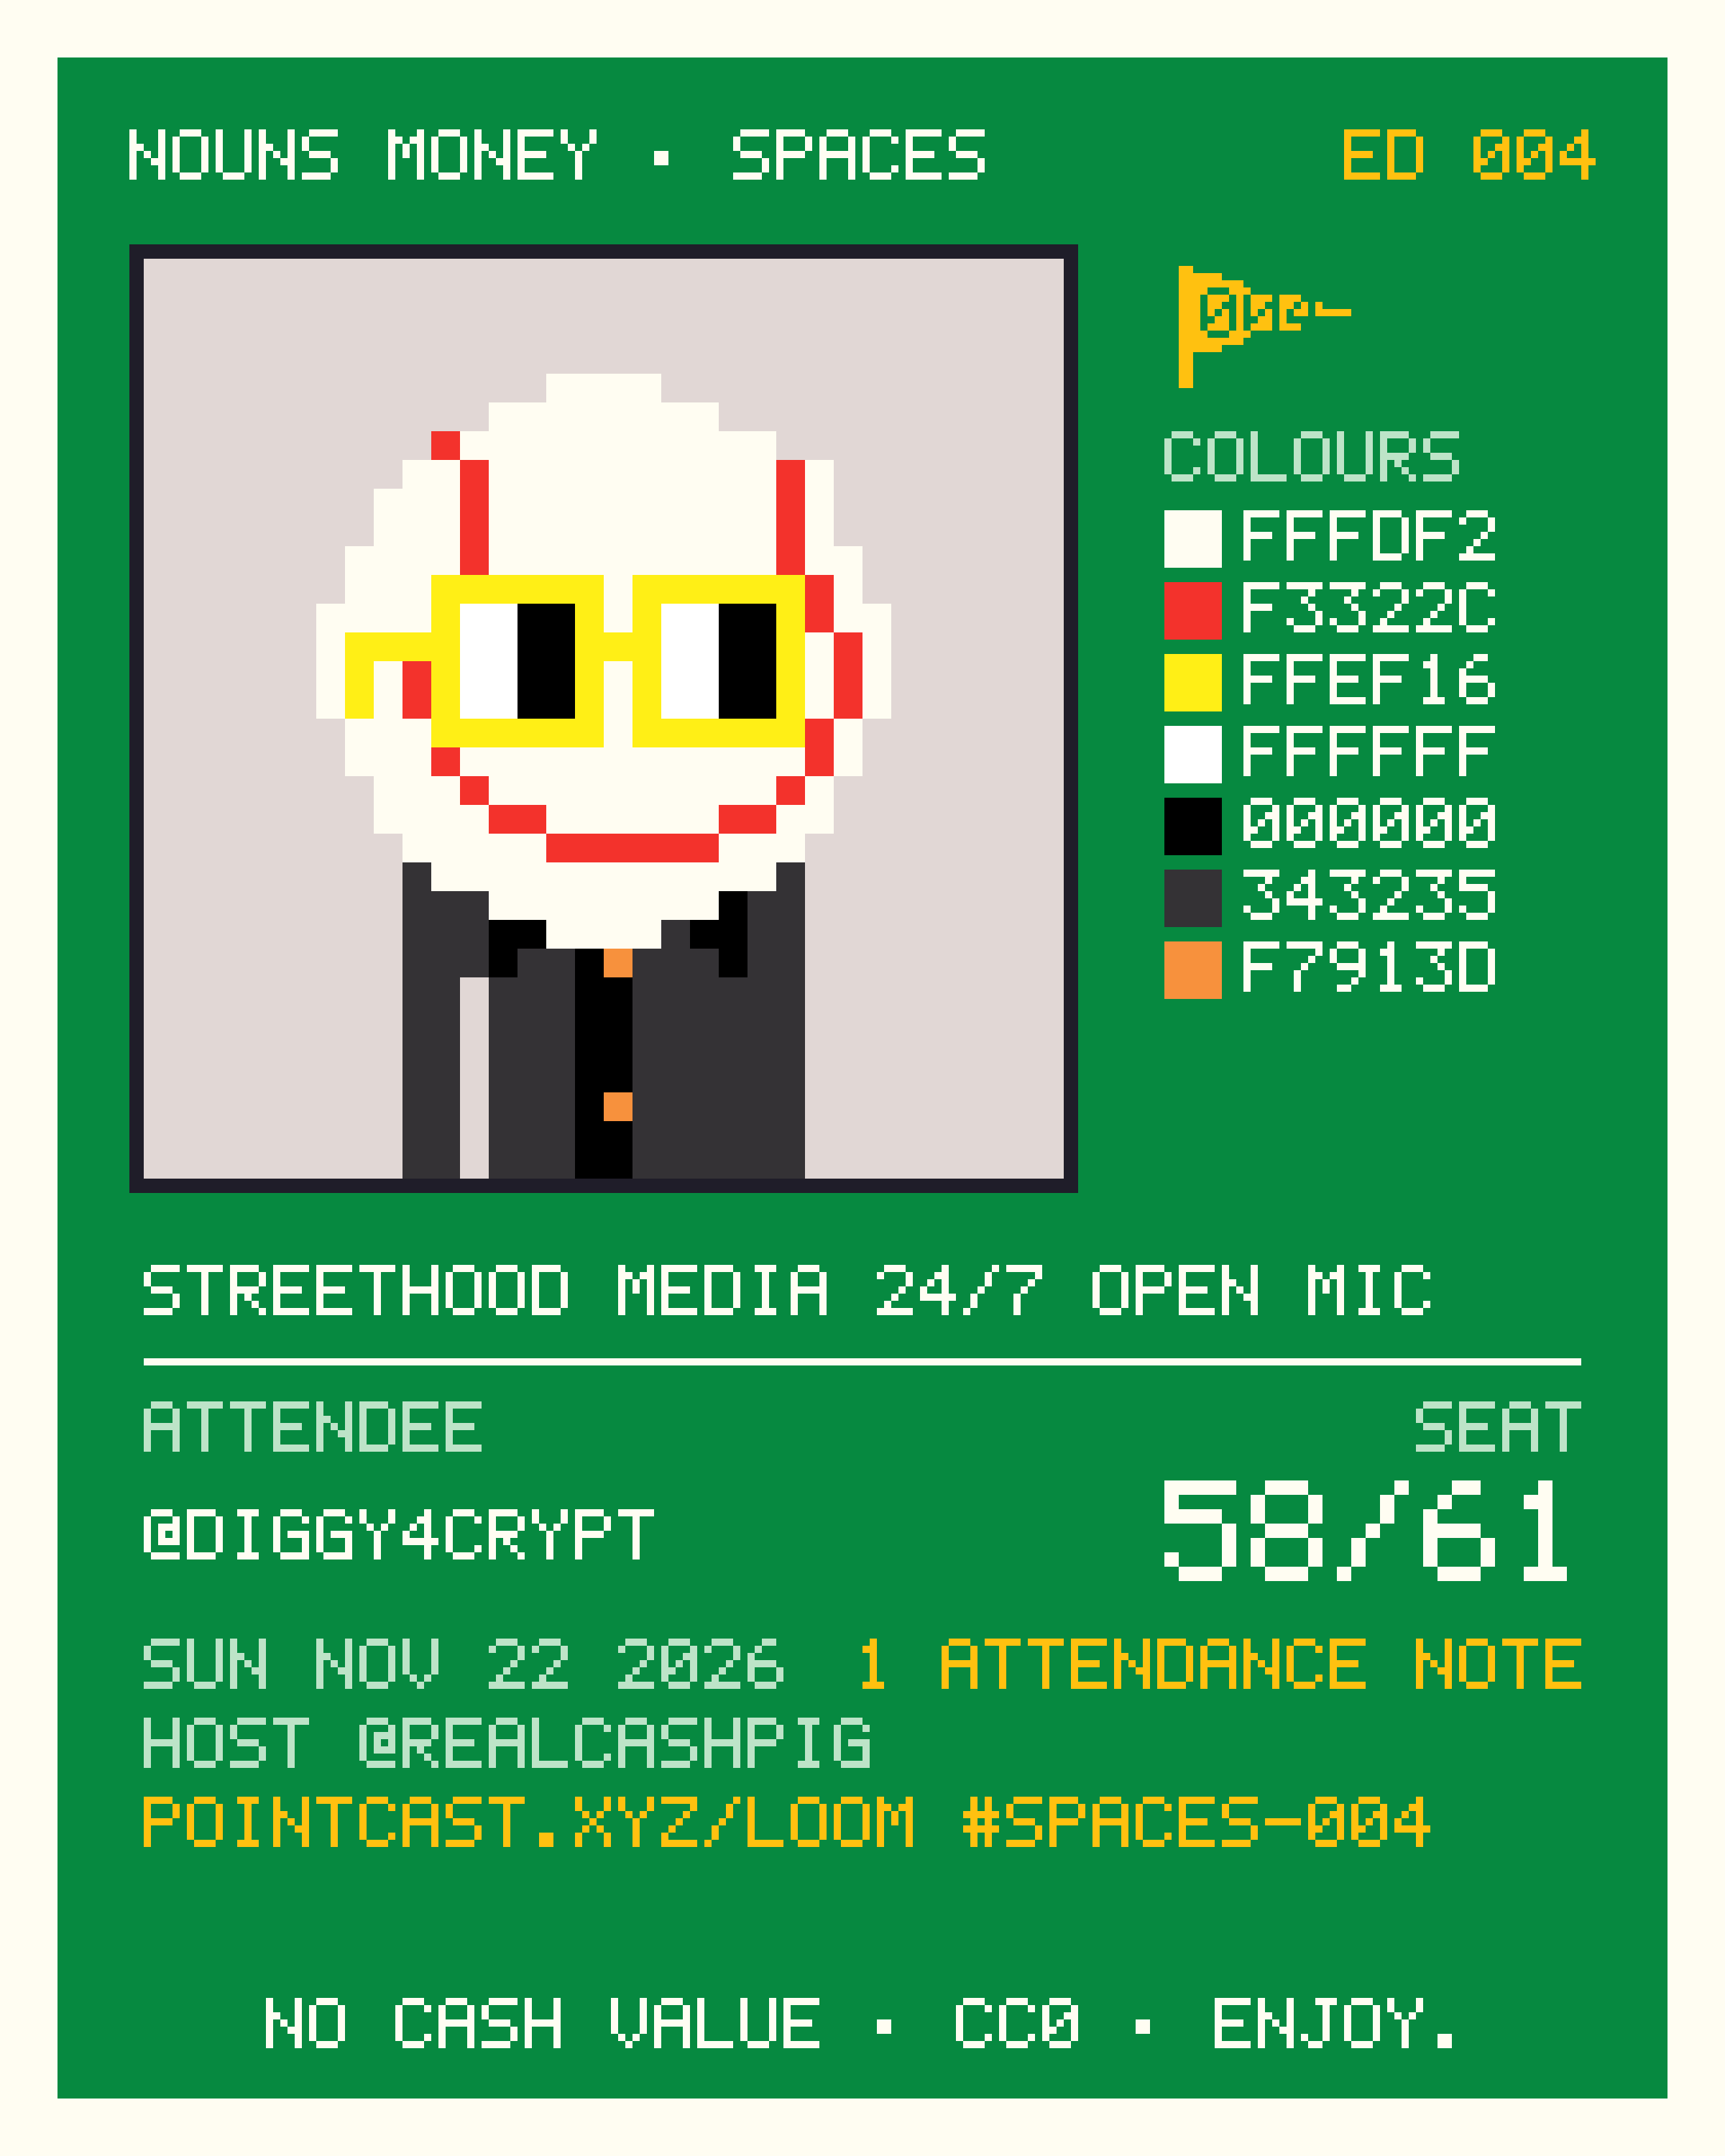 NOUNS MONEY · SPACES
ED 004
COLOURS
FFFDF2
F3322C
FFEF16
FFFFFF
000000
343235
F7913D
STREETHOOD MEDIA 24/7 OPEN MIC
ATTENDEE
SEAT
@DIGGY4CRYPT
58/61
SUN NOV 22 2026
1 ATTENDANCE NOTE
HOST @REALCASHPIG
POINTCAST.XYZ/LOOM #SPACES-004
NO CASH VALUE · CC0 · ENJOY.